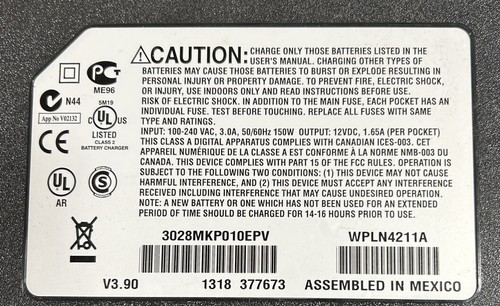 ⚠CAUTION: CHARGE ONLY THOSE BATTERIES LISTED IN THE
USER'S MANUAL. CHARGING OTHER TYPES OF
BATTERIES MAY CAUSE THOSE BATTERIES TO BURST OR EXPLODE RESULTING IN
PERSONAL INJURY OR PROPERTY DAMAGE. TO PREVENT FIRE, ELECTRIC SHOCK,
OR INJURY, USE INDOORS ONLY AND READ INSTRUCTIONS BEFORE USE.
RISK OF ELECTRIC SHOCK. IN ADDITION TO THE MAIN FUSE, EACH POCKET HAS AN
INDIVIDUAL FUSE. TEST BEFORE TOUCHING. REPLACE ALL FUSES WITH SAME
TYPE AND RATINGS.
INPUT: 100-240 VAC, 3.0A, 50/60Hz 150W OUTPUT: 12VDC, 1.65A (PER POCKET)
THIS CLASS A DIGITAL APPARATUS COMPLIES WITH CANADIAN ICES-003. CET
APPAREIL NUMÉRIQUE DE LA CLASSE A EST CONFORME À LA NORME NMB-003 DU
CANADA. THIS DEVICE COMPLIES WITH PART 15 OF THE FCC RULES. OPERATION IS
SUBJECT TO THE FOLLOWING TWO CONDITIONS: (1) THIS DEVICE MAY NOT CAUSE
HARMFUL INTERFERENCE, AND (2) THIS DEVICE MUST ACCEPT ANY INTERFERENCE
RECEIVED INCLUDING INTERFERENCE THAT MAY CAUSE UNDESIRED OPERATION.
NOTE: A NEW BATTERY OR ONE WHICH HAS NOT BEEN USED FOR AN EXTENDED
PERIOD OF TIME SHOULD BE CHARGED FOR 14-16 HOURS PRIOR TO USE.
ME96
N44
App No V02132
5M19
C UL US
LISTED
CLASS 2
BATTERY CHARGER
CE
UL
AR
S
3028MKP010EPV
WPLN4211A
V3.90
1318 377673
ASSEMBLED IN MEXICO